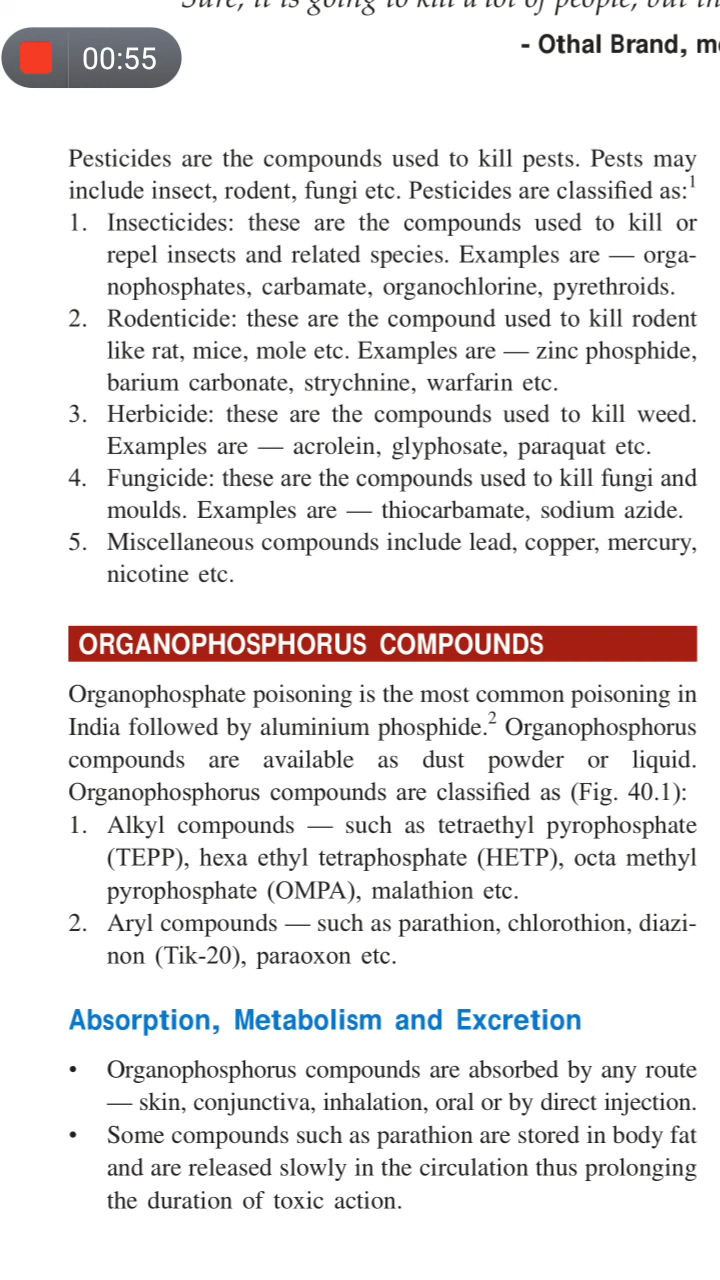 Sure, it is going to kill a lot of people, but th
- Othal Brand, m
00:55
Pesticides are the compounds used to kill pests. Pests may
include insect, rodent, fungi etc. Pesticides are classified as:1
1. Insecticides: these are the compounds used to kill or
repel insects and related species. Examples are — orga-
nophosphates, carbamate, organochlorine, pyrethroids.
2. Rodenticide: these are the compound used to kill rodent
like rat, mice, mole etc. Examples are — zinc phosphide,
barium carbonate, strychnine, warfarin etc.
3. Herbicide: these are the compounds used to kill weed.
Examples are — acrolein, glyphosate, paraquat etc.
4. Fungicide: these are the compounds used to kill fungi and
moulds. Examples are — thiocarbamate, sodium azide.
5. Miscellaneous compounds include lead, copper, mercury,
nicotine etc.
ORGANOPHOSPHORUS COMPOUNDS
Organophosphate poisoning is the most common poisoning in
India followed by aluminium phosphide.2 Organophosphorus
compounds are available as dust powder or liquid.
Organophosphorus compounds are classified as (Fig. 40.1):
1. Alkyl compounds — such as tetraethyl pyrophosphate
(TEPP), hexa ethyl tetraphosphate (HETP), octa methyl
pyrophosphate (OMPA), malathion etc.
2. Aryl compounds — such as parathion, chlorothion, diazi-
non (Tik-20), paraoxon etc.
Absorption, Metabolism and Excretion
• Organophosphorus compounds are absorbed by any route
— skin, conjunctiva, inhalation, oral or by direct injection.
• Some compounds such as parathion are stored in body fat
and are released slowly in the circulation thus prolonging
the duration of toxic action.